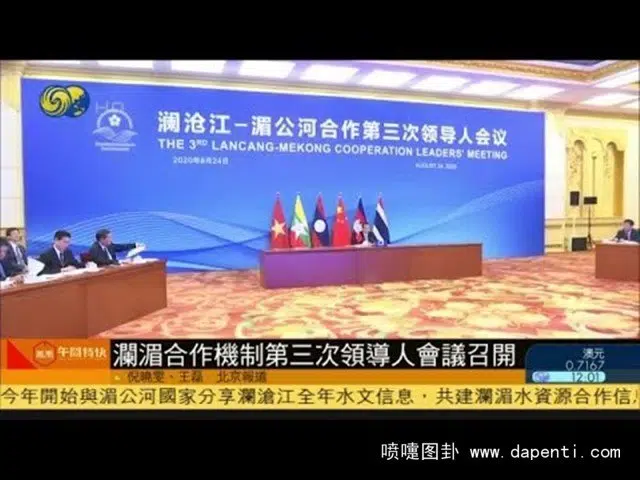 澜沧江－湄公河合作第三次领导人会议
THE 3RD LANCANG-MEKONG COOPERATION LEADERS' MEETING
2020年8月24日
AUGUST 24, 2020
午間特快
瀾湄合作機制第三次領導人會議召開
倪曉雯、王磊 北京報道
澳元
0.7167
12:01
今年開始與湄公河國家分享瀾滄江全年水文信息，共建瀾湄水資源合作信息
喷嚏图卦 www.dapenti.com